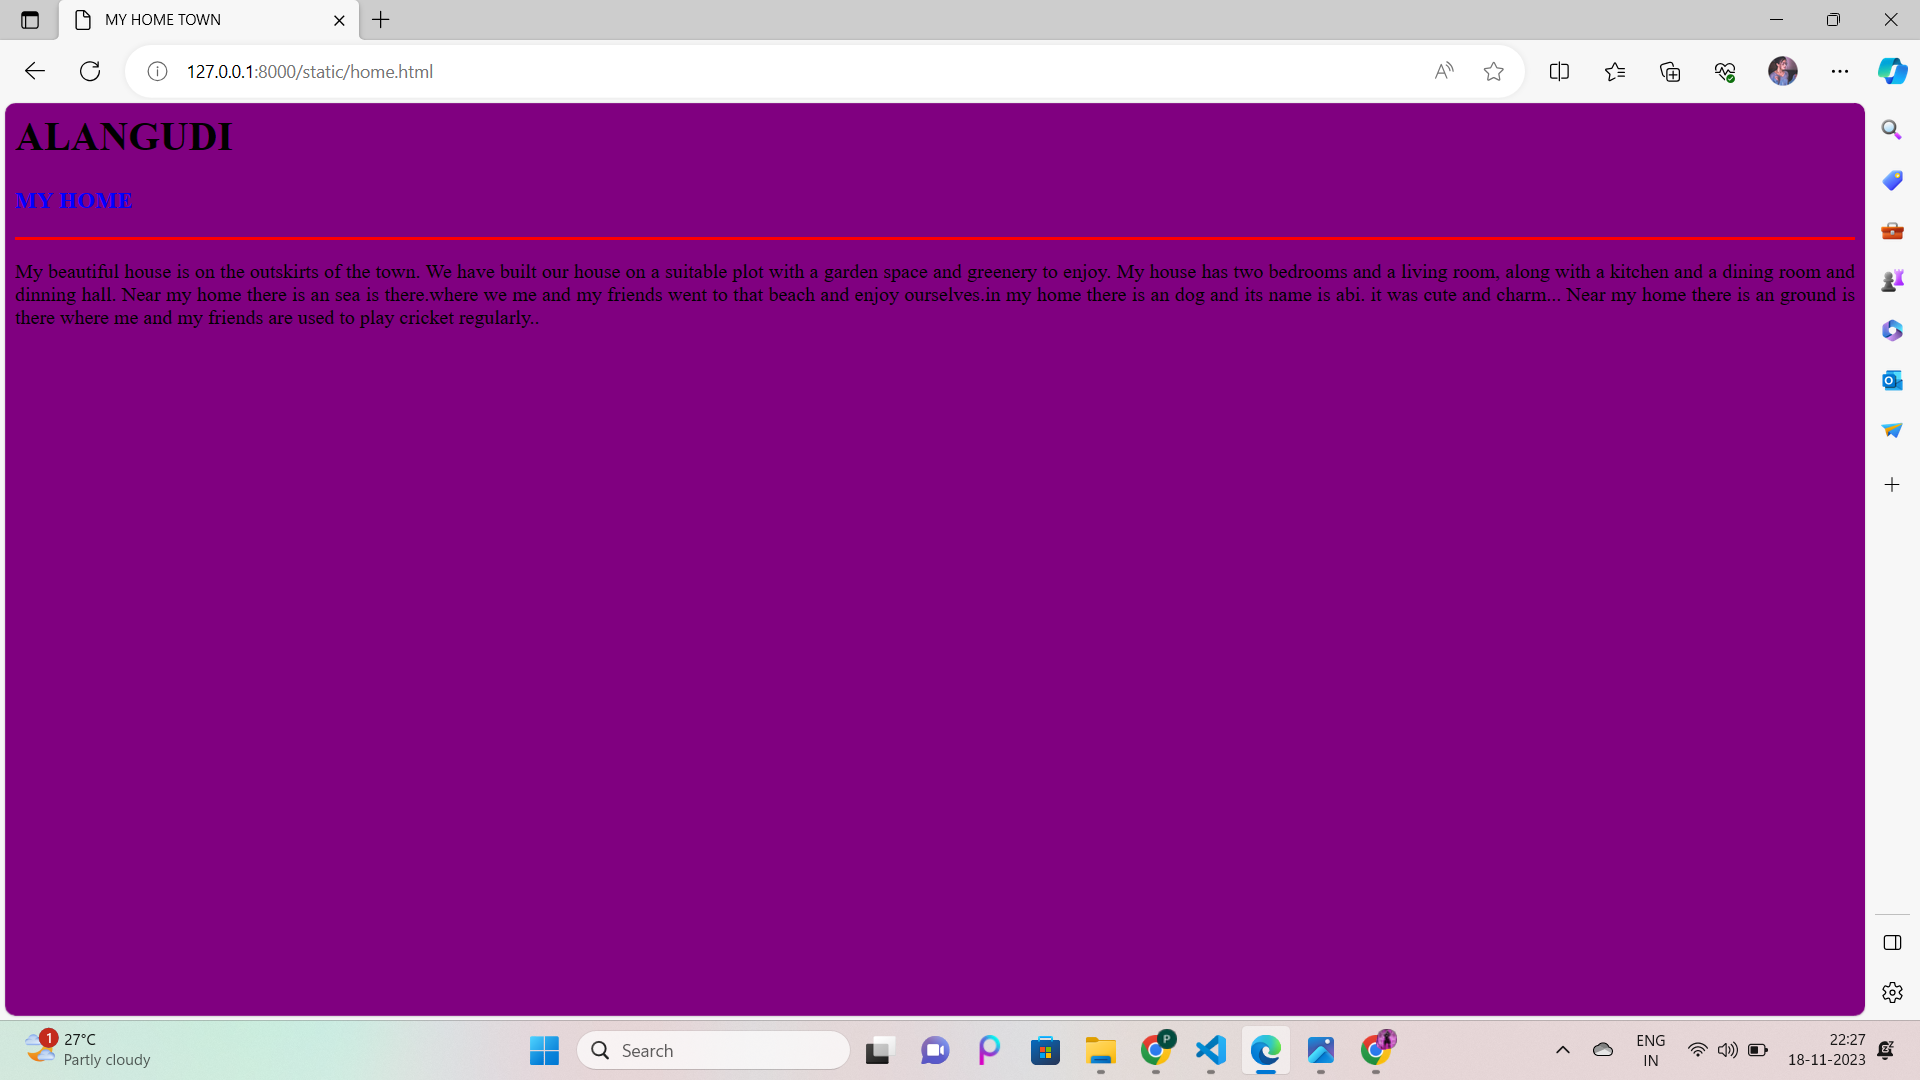 MY HOME TOWN
127.0.0.1:8000/static/home.html
ALANGUDI
MY HOME
My beautiful house is on the outskirts of the town. We have built our house on a suitable plot with a garden space and greenery to enjoy. My house has two bedrooms and a living room, along with a kitchen and a dining room and
dinning hall. Near my home there is an sea is there.where we me and my friends went to that beach and enjoy ourselves.in my home there is an dog and its name is abi. it was cute and charm... Near my home there is an ground is
there where me and my friends are used to play cricket regularly..
1
27°C
Partly cloudy
Search
P
ENG
IN
22:27
18-11-2023